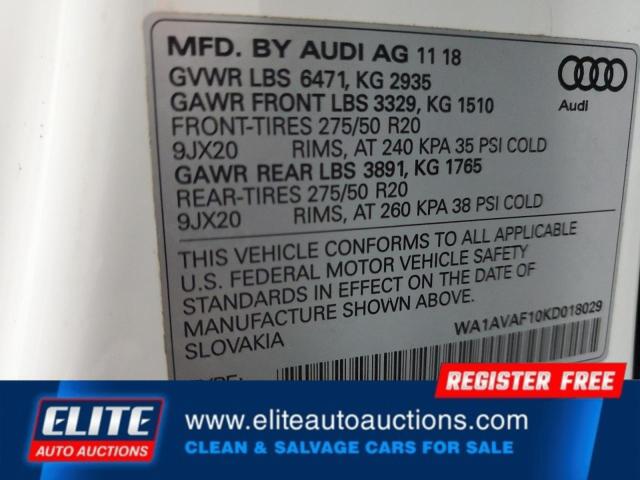 MFD. BY AUDI AG 11 18
GVWR LBS 6471, KG 2935
GAWR FRONT LBS 3329, KG 1510
FRONT-TIRES 275/50 R20
9JX20 RIMS, AT 240 KPA 35 PSI COLD
GAWR REAR LBS 3891, KG 1765
REAR-TIRES 275/50 R20
9JX20 RIMS, AT 260 KPA 38 PSI COLD
Audi
THIS VEHICLE CONFORMS TO ALL APPLICABLE
U.S. FEDERAL MOTOR VEHICLE SAFETY
STANDARDS IN EFFECT ON THE DATE OF
MANUFACTURE SHOWN ABOVE.
SLOVAKIA
WA1AVAF10KD018029
TYPE:
REGISTER FREE
ELITE
AUTO AUCTIONS
www.eliteautoauctions.com
CLEAN & SALVAGE CARS FOR SALE